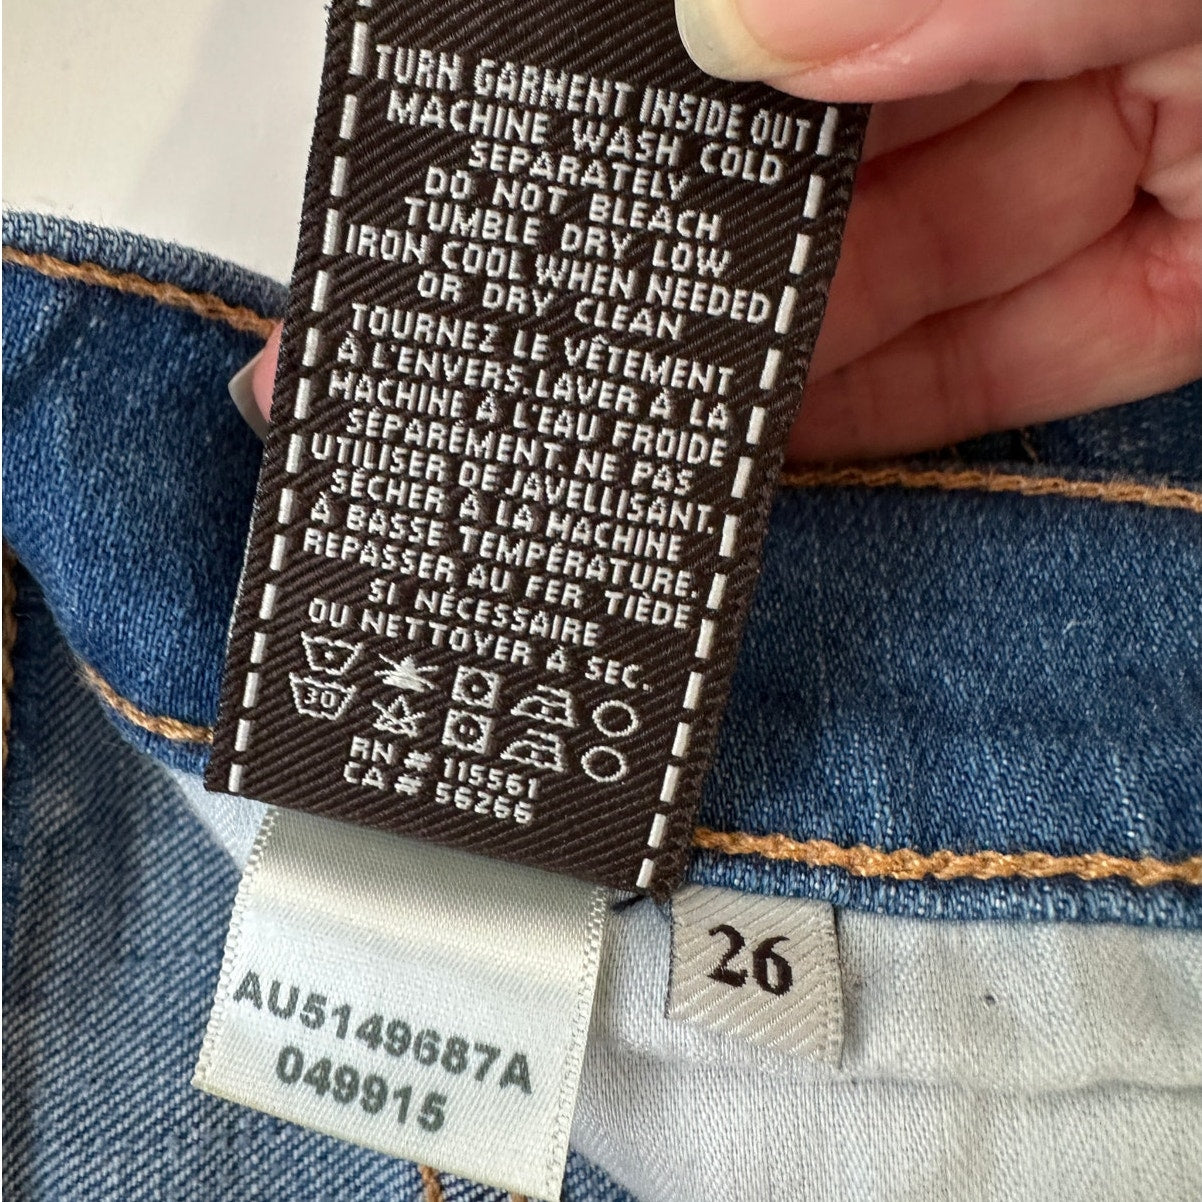 TURN GARMENT INSIDE OUT
MACHINE WASH COLD
SEPARATELY
DO NOT BLEACH
TUMBLE DRY LOW
IRON COOL WHEN NEEDED
OR DRY CLEAN
TOURNEZ LE VÊTEMENT
À L'ENVERS.LAVER À LA
MACHINE À L'EAU FROIDE
SÉPARÉMENT. NE PAS
UTILISER DE JAVELLISANT.
SÉCHER À LA MACHINE
À BASSE TEMPÉRATURE.
REPASSER AU FER TIÈDE
SI NÉCESSAIRE
OU NETTOYER À SEC.
30
RN # 115561
CA # 56266
26
AU5149687A
049915